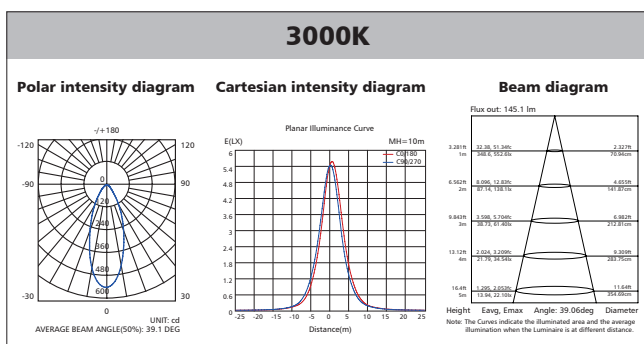 3000K
Polar intensity diagram
Cartesian intensity diagram
Beam diagram
-/+180
-120
120
-90
90
-30
30
0
0
120
240
360
480
600
UNIT: cd
AVERAGE BEAM ANGLE(50%): 39.1 DEG
Planar Illuminance Curve
E(LX)
MH=10m
C0/180
C90/270
6
5.4
4.8
4.2
3.6
3
2.4
1.8
1.2
0.6
0
-25 -20 -15 -10 -5 0 5 10 15 20 26
Distance(m)
Flux out: 145.1 lm
3.281ft 32.38, 51.34fc 2.327ft
1m 348.6, 552.6lx 70.94cm
6.562ft 8.096, 12.83fc 4.655ft
2m 87.14, 138.1lx 141.87cm
9.843ft 3.598, 5.704fc 6.982ft
3m 38.73, 61.40lx 212.81cm
13.12ft 2.024, 3.209fc 9.309ft
4m 21.79, 34.54lx 283.75cm
16.4ft 1.295, 2.053fc 11.64ft
5m 13.94, 22.10lx 354.69cm
Height Eavg, Emax Angle: 39.06deg Diameter
Note: The Curves indicate the illuminated area and the average
illumination when the Luminaire is at different distance.